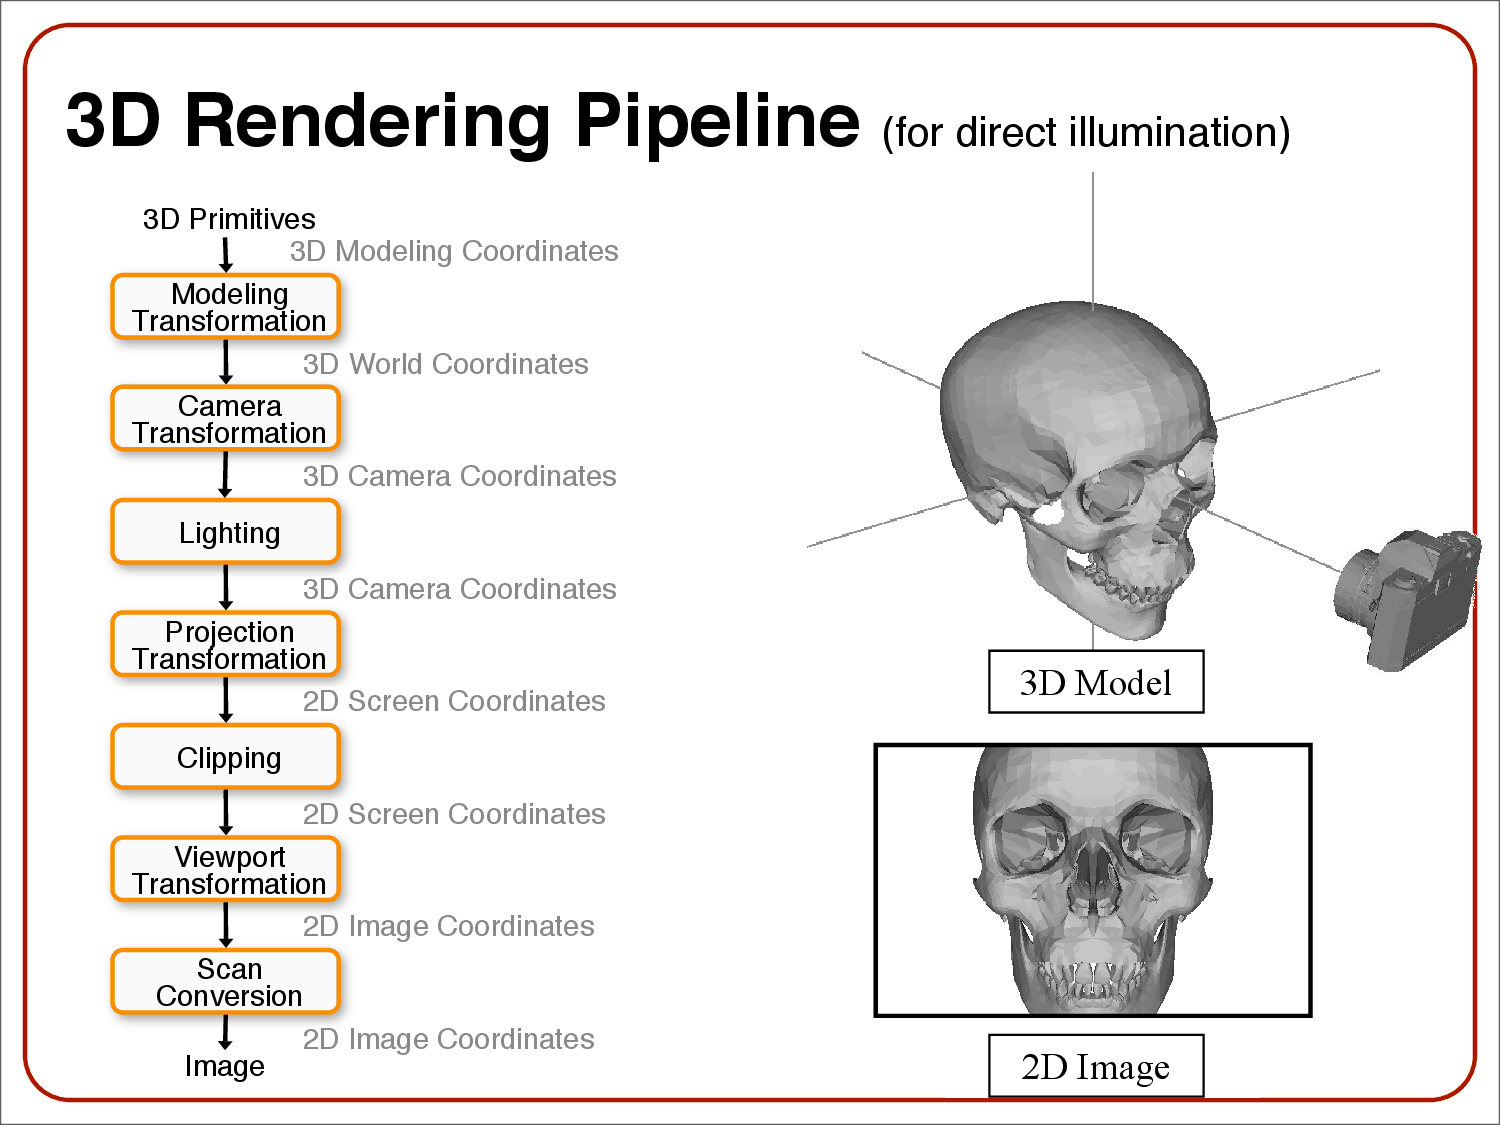 3D Rendering Pipeline (for direct illumination)
3D Primitives
3D Modeling Coordinates
Modeling
Transformation
3D World Coordinates
Camera
Transformation
3D Camera Coordinates
Lighting
3D Camera Coordinates
Projection
Transformation
2D Screen Coordinates
Clipping
2D Screen Coordinates
Viewport
Transformation
2D Image Coordinates
Scan
Conversion
2D Image Coordinates
Image
3D Model
2D Image